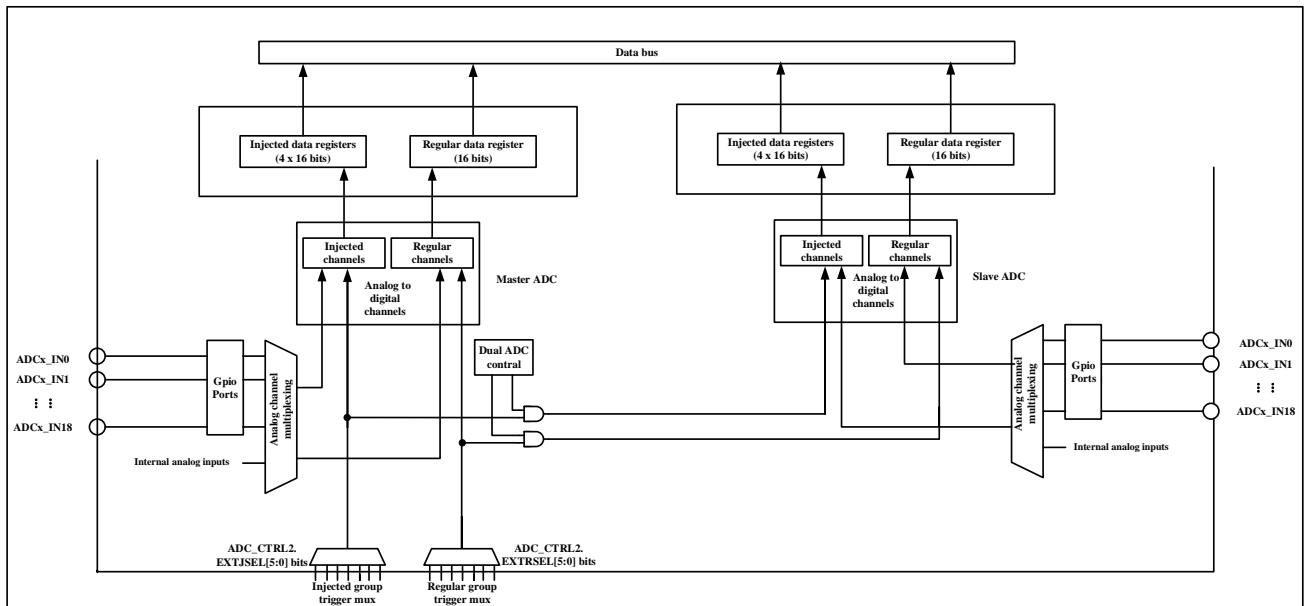 Data bus
Injected data registers
(4 x 16 bits)
Regular data register
(16 bits)
Injected data registers
(4 x 16 bits)
Regular data register
(16 bits)
Injected
channels
Regular
channels
Analog to
digital
channels
Master ADC
Injected
channels
Regular
channels
Analog to
digital
channels
Slave ADC
ADCx_IN0
ADCx_IN1
ADCx_IN18
Gpio
Ports
Analog channel
multiplexing
Internal analog inputs
Dual ADC
contral
Analog channel
multiplexing
Gpio
Ports
ADCx_IN0
ADCx_IN1
ADCx_IN18
Internal analog inputs
ADC_CTRL2.
EXTJSEL[5:0] bits
Injected group
trigger mux
ADC_CTRL2.
EXTRSEL[5:0] bits
Regular group
trigger mux